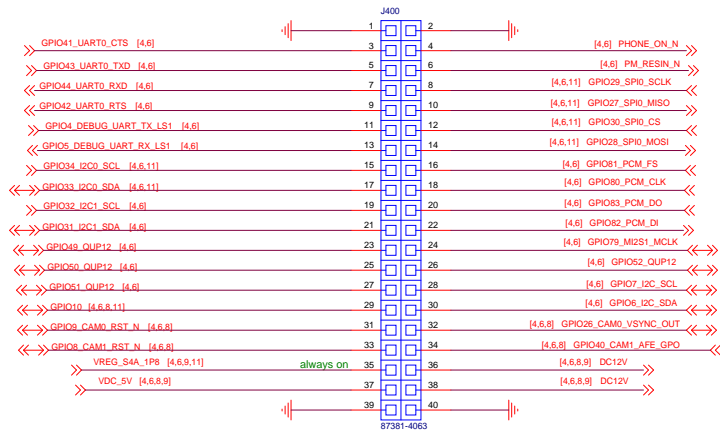 J400
1 2
GPIO41_UART0_CTS [4,6] 3 4 [4,6] PHONE_ON_N
GPIO43_UART0_TXD [4,6] 5 6 [4,6] PM_RESIN_N
GPIO44_UART0_RXD [4,6] 7 8 [4,6,11] GPIO29_SPI0_SCLK
GPIO42_UART0_RTS [4,6] 9 10 [4,6,11] GPIO27_SPI0_MISO
GPIO4_DEBUG_UART_TX_LS1 [4,6] 11 12 [4,6,11] GPIO30_SPI0_CS
GPIO5_DEBUG_UART_RX_LS1 [4,6] 13 14 [4,6,11] GPIO28_SPI0_MOSI
GPIO34_I2C0_SCL [4,6,11] 15 16 [4,6] GPIO81_PCM_FS
GPIO33_I2C0_SDA [4,6,11] 17 18 [4,6] GPIO80_PCM_CLK
GPIO32_I2C1_SCL [4,6] 19 20 [4,6] GPIO83_PCM_DO
GPIO31_I2C1_SDA [4,6] 21 22 [4,6] GPIO82_PCM_DI
GPIO49_QUP12 [4,6] 23 24 [4,6] GPIO79_MI2S1_MCLK
GPIO50_QUP12 [4,6] 25 26 [4,6] GPIO52_QUP12
GPIO51_QUP12 [4,6] 27 28 [4,6] GPIO7_I2C_SCL
GPIO10 [4,6,8,11] 29 30 [4,6] GPIO6_I2C_SDA
GPIO9_CAM0_RST_N [4,6,8] 31 32 [4,6,8] GPIO26_CAM0_VSYNC_OUT
GPIO8_CAM1_RST_N [4,6,8] 33 34 [4,6,8] GPIO40_CAM1_AFE_GPO
VREG_S4A_1P8 [4,6,9,11] always on 35 36 [4,6,8,9] DC12V
VDC_5V [4,6,8,9] 37 38 [4,6,8,9] DC12V
39 40
87381-4063